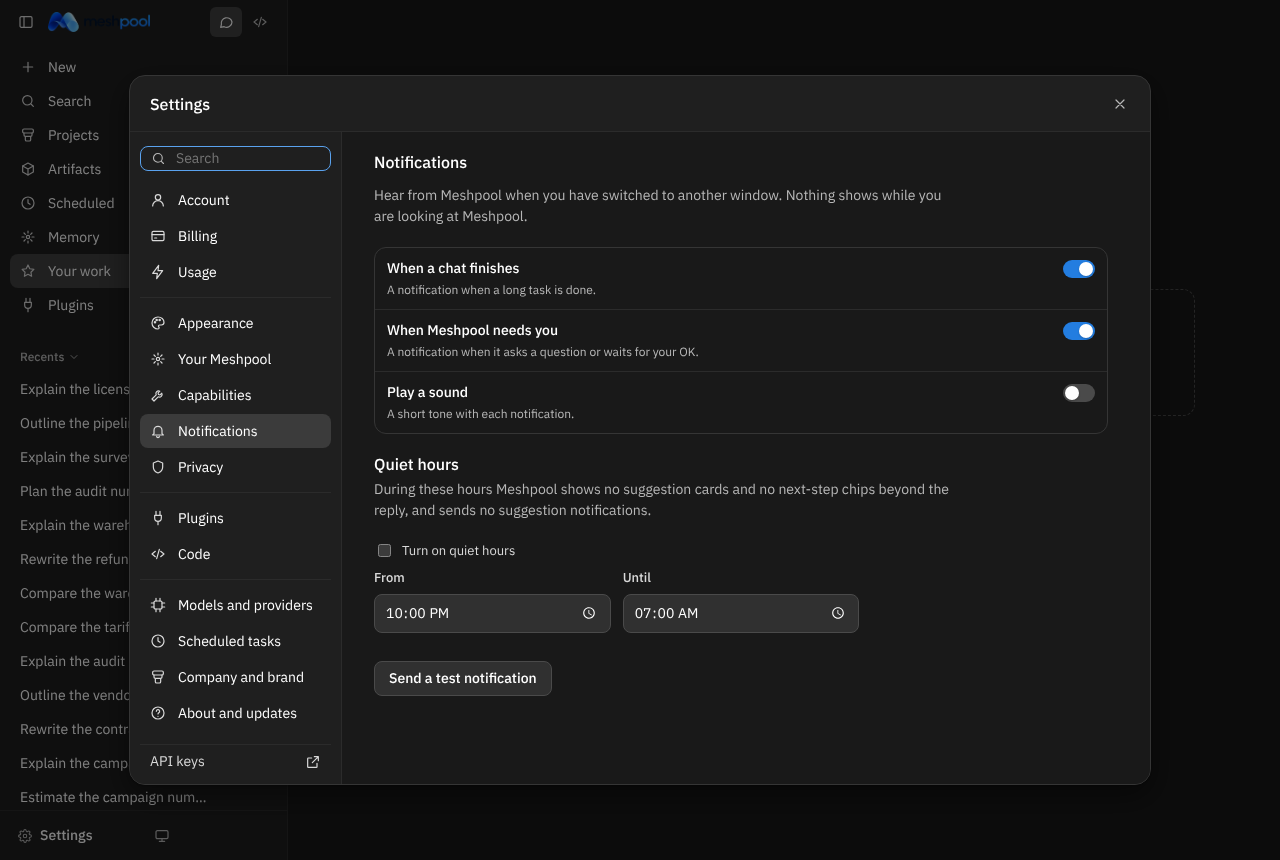 meshpool
New
Search
Projects
Artifacts
Scheduled
Memory
Your work
Plugins
Recents
Explain the licens
Outline the pipeli
Explain the surve
Plan the audit nu
Explain the wareh
Rewrite the refun
Compare the war
Compare the tarif
Explain the audit
Outline the vend
Rewrite the contr
Explain the camp
Estimate the campaign num...
Settings
Settings
Search
Account
Billing
Usage
Appearance
Your Meshpool
Capabilities
Notifications
Privacy
Plugins
Code
Models and providers
Scheduled tasks
Company and brand
About and updates
API keys
Notifications
Hear from Meshpool when you have switched to another window. Nothing shows while you
are looking at Meshpool.
When a chat finishes
A notification when a long task is done.
When Meshpool needs you
A notification when it asks a question or waits for your OK.
Play a sound
A short tone with each notification.
Quiet hours
During these hours Meshpool shows no suggestion cards and no next-step chips beyond the
reply, and sends no suggestion notifications.
Turn on quiet hours
From
Until
10:00 PM
07:00 AM
Send a test notification